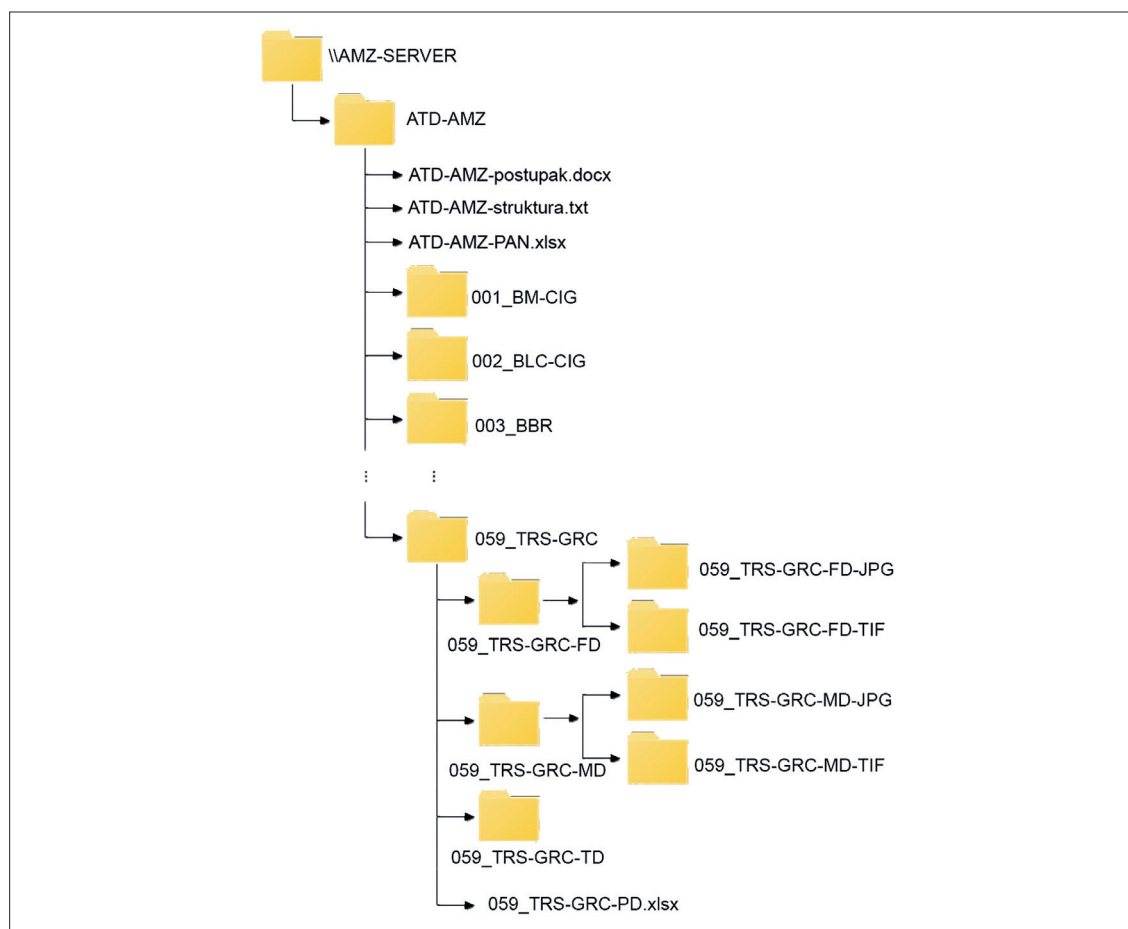 \\AMZ-SERVER
ATD-AMZ
ATD-AMZ-postupak.docx
ATD-AMZ-struktura.txt
ATD-AMZ-PAN.xlsx
001_BM-CIG
002_BLC-CIG
003_BBR
... ...
059_TRS-GRC
059_TRS-GRC-FD
059_TRS-GRC-FD-JPG
059_TRS-GRC-FD-TIF
059_TRS-GRC-MD
059_TRS-GRC-MD-JPG
059_TRS-GRC-MD-TIF
059_TRS-GRC-TD
059_TRS-GRC-PD.xlsx